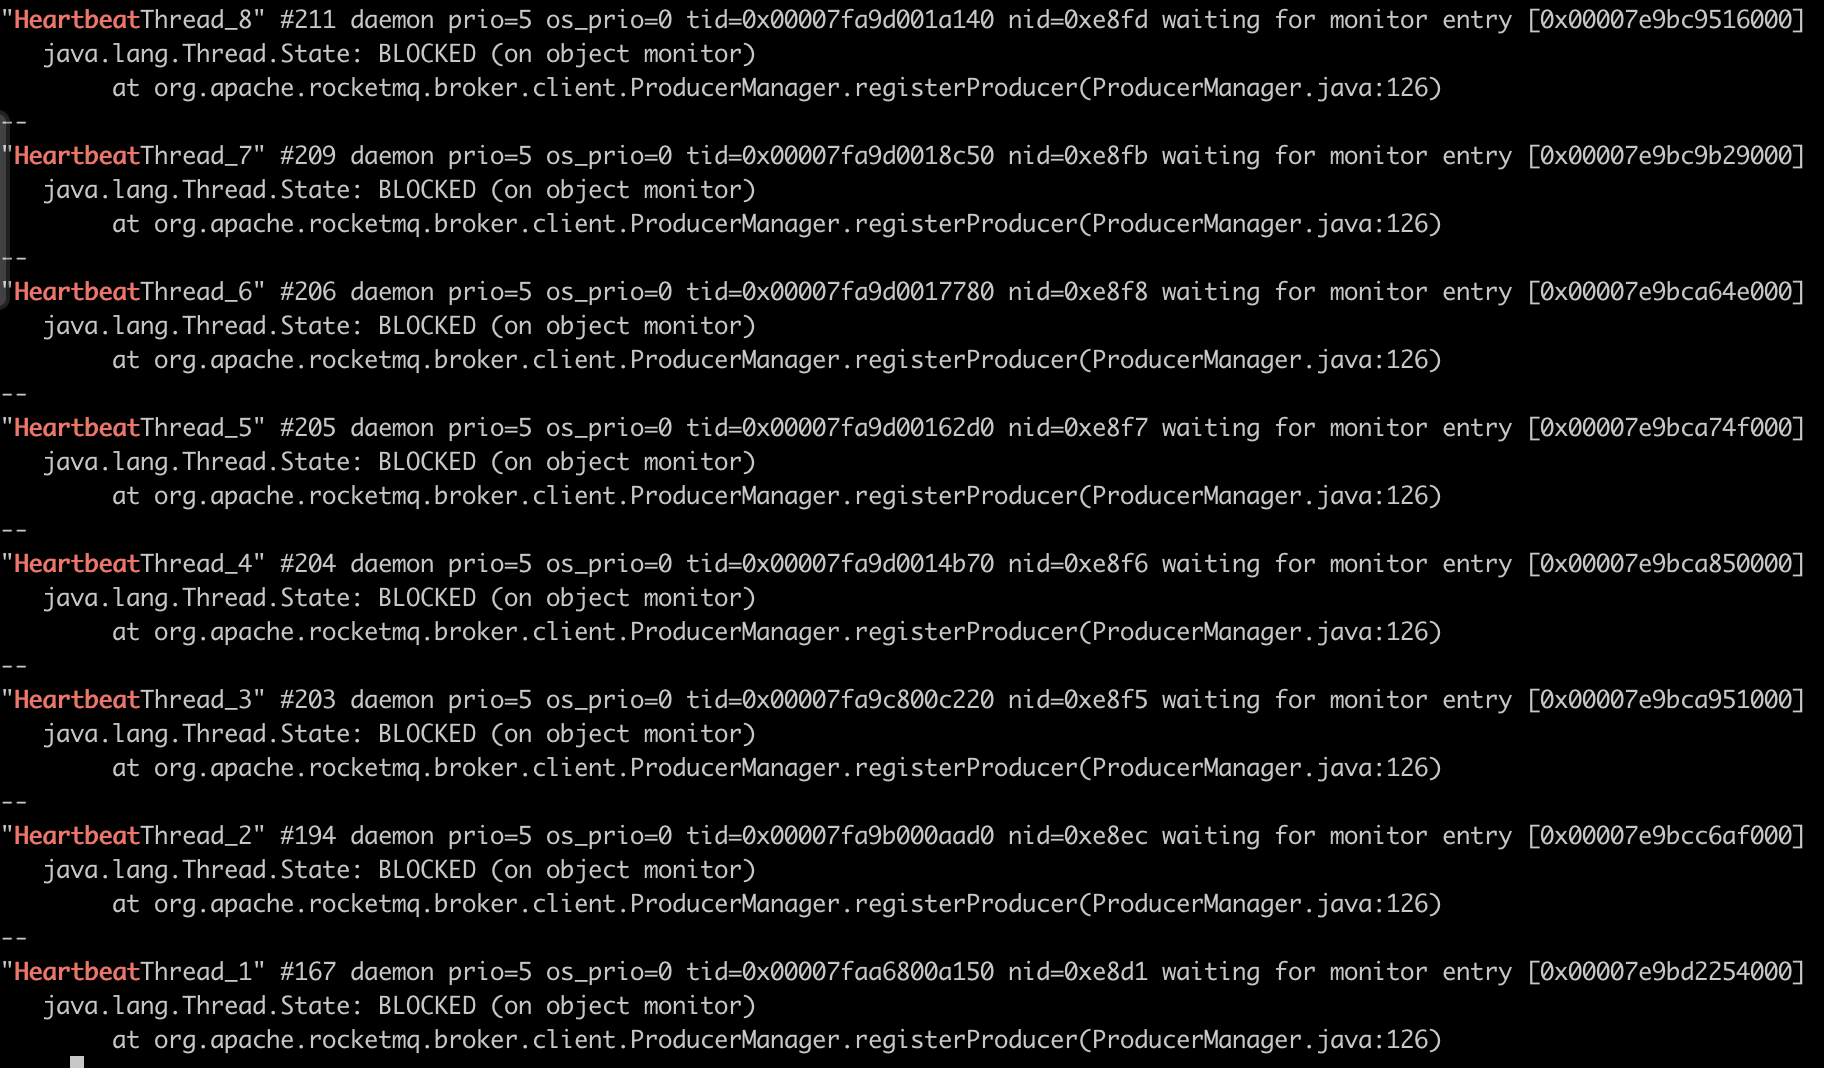 "HeartbeatThread_8" #211 daemon prio=5 os_prio=0 tid=0x00007fa9d001a140 nid=0xe8fd waiting for monitor entry [0x00007e9bc9516000]
   java.lang.Thread.State: BLOCKED (on object monitor)
        at org.apache.rocketmq.broker.client.ProducerManager.registerProducer(ProducerManager.java:126)
--
"HeartbeatThread_7" #209 daemon prio=5 os_prio=0 tid=0x00007fa9d0018c50 nid=0xe8fb waiting for monitor entry [0x00007e9bc9b29000]
   java.lang.Thread.State: BLOCKED (on object monitor)
        at org.apache.rocketmq.broker.client.ProducerManager.registerProducer(ProducerManager.java:126)
--
"HeartbeatThread_6" #206 daemon prio=5 os_prio=0 tid=0x00007fa9d0017780 nid=0xe8f8 waiting for monitor entry [0x00007e9bca64e000]
   java.lang.Thread.State: BLOCKED (on object monitor)
        at org.apache.rocketmq.broker.client.ProducerManager.registerProducer(ProducerManager.java:126)
--
"HeartbeatThread_5" #205 daemon prio=5 os_prio=0 tid=0x00007fa9d00162d0 nid=0xe8f7 waiting for monitor entry [0x00007e9bca74f000]
   java.lang.Thread.State: BLOCKED (on object monitor)
        at org.apache.rocketmq.broker.client.ProducerManager.registerProducer(ProducerManager.java:126)
--
"HeartbeatThread_4" #204 daemon prio=5 os_prio=0 tid=0x00007fa9d0014b70 nid=0xe8f6 waiting for monitor entry [0x00007e9bca850000]
   java.lang.Thread.State: BLOCKED (on object monitor)
        at org.apache.rocketmq.broker.client.ProducerManager.registerProducer(ProducerManager.java:126)
--
"HeartbeatThread_3" #203 daemon prio=5 os_prio=0 tid=0x00007fa9c800c220 nid=0xe8f5 waiting for monitor entry [0x00007e9bca951000]
   java.lang.Thread.State: BLOCKED (on object monitor)
        at org.apache.rocketmq.broker.client.ProducerManager.registerProducer(ProducerManager.java:126)
--
"HeartbeatThread_2" #194 daemon prio=5 os_prio=0 tid=0x00007fa9b000aad0 nid=0xe8ec waiting for monitor entry [0x00007e9bcc6af000]
   java.lang.Thread.State: BLOCKED (on object monitor)
        at org.apache.rocketmq.broker.client.ProducerManager.registerProducer(ProducerManager.java:126)
--
"HeartbeatThread_1" #167 daemon prio=5 os_prio=0 tid=0x00007faa6800a150 nid=0xe8d1 waiting for monitor entry [0x00007e9bd2254000]
   java.lang.Thread.State: BLOCKED (on object monitor)
        at org.apache.rocketmq.broker.client.ProducerManager.registerProducer(ProducerManager.java:126)